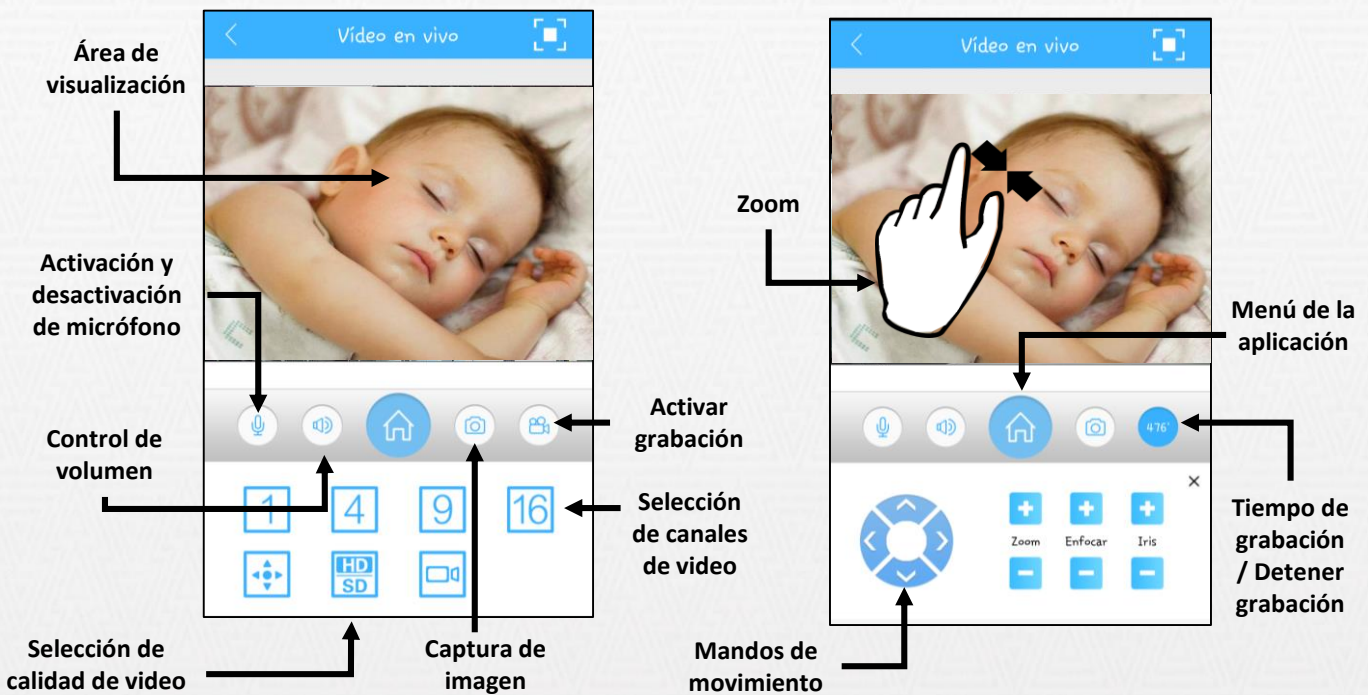 Vídeo en vivo
Área de
visualización
Activación y
desactivación
de micrófono
Control de
volumen
Activar
grabación
Selección
de canales
de video
1 4 9 16
HD
SD
Selección de
calidad de video
Captura de
imagen
Vídeo en vivo
Zoom
Menú de la
aplicación
476'
Tiempo de
grabación
/ Detener
grabación
Zoom Enfocar Iris
Mandos de
movimiento